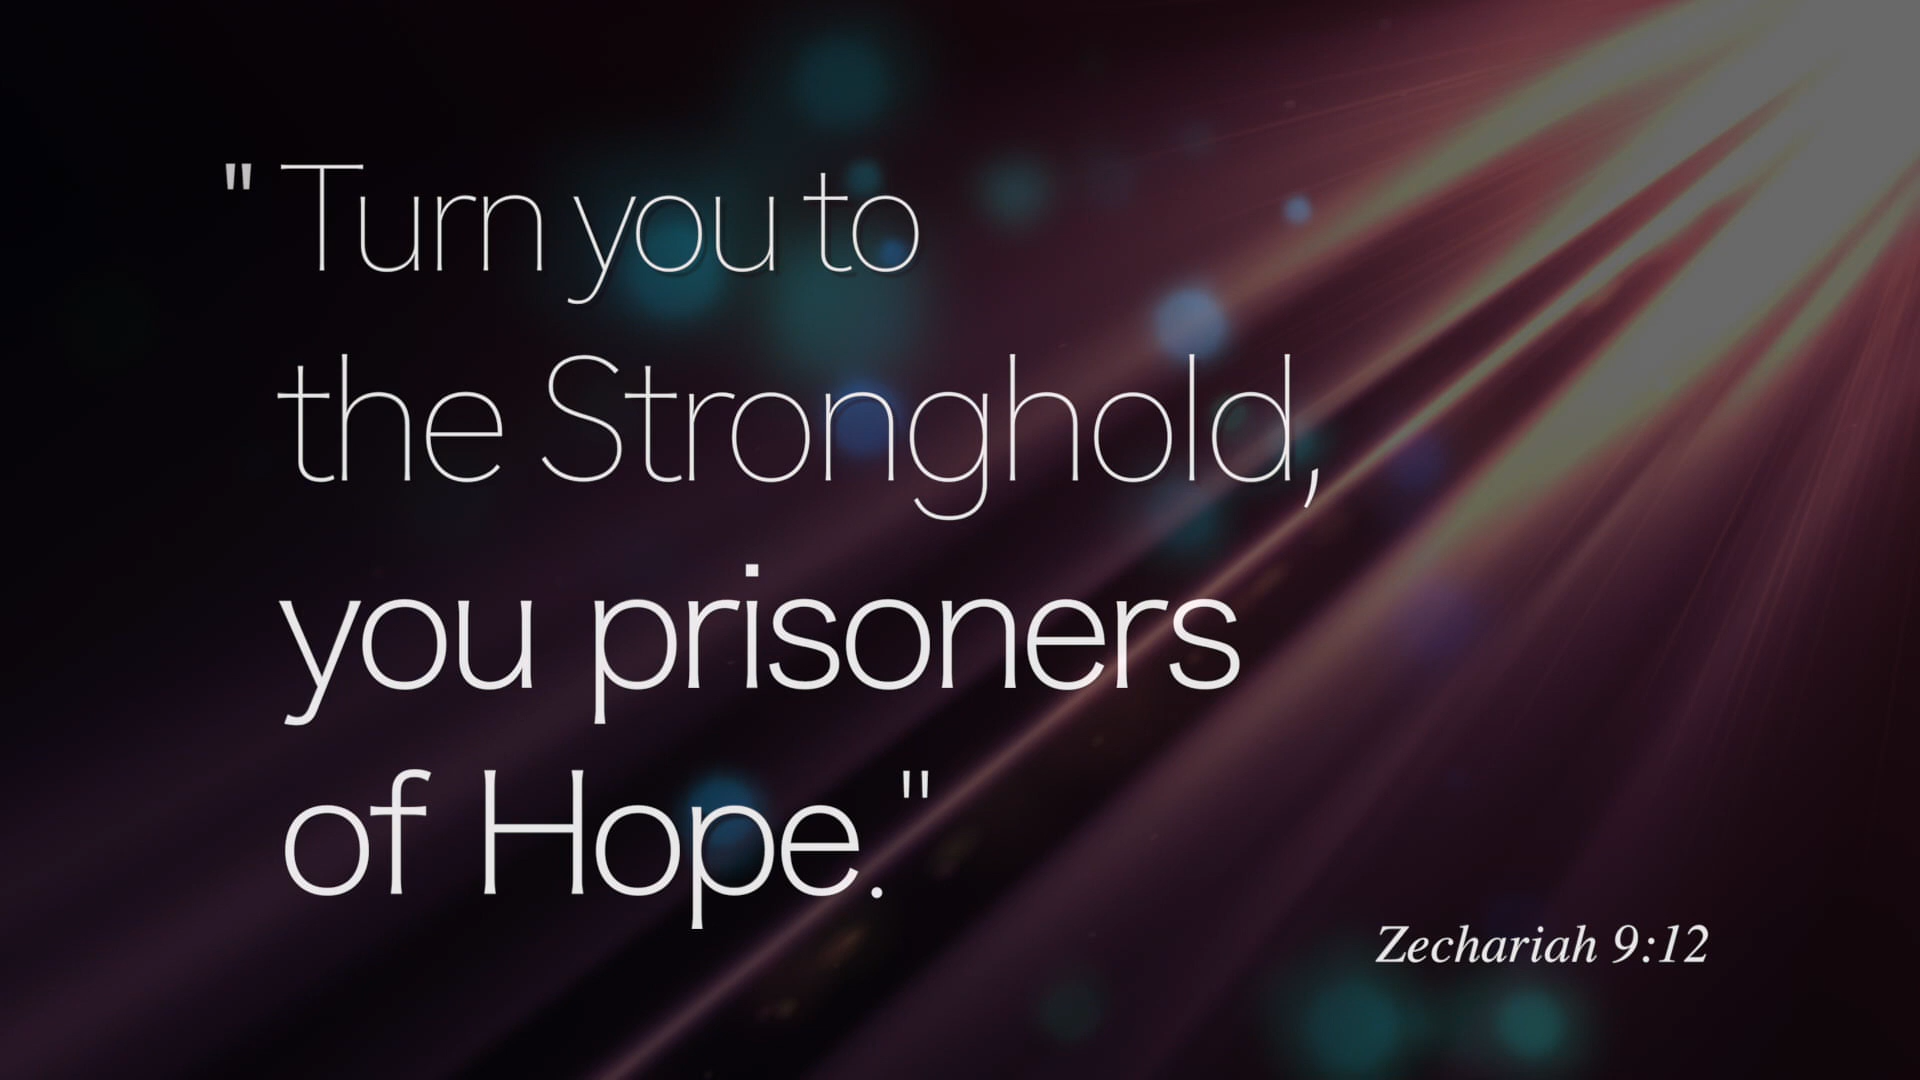 " Turn you to
the Stronghold,
you prisoners
of Hope."
Zechariah 9:12